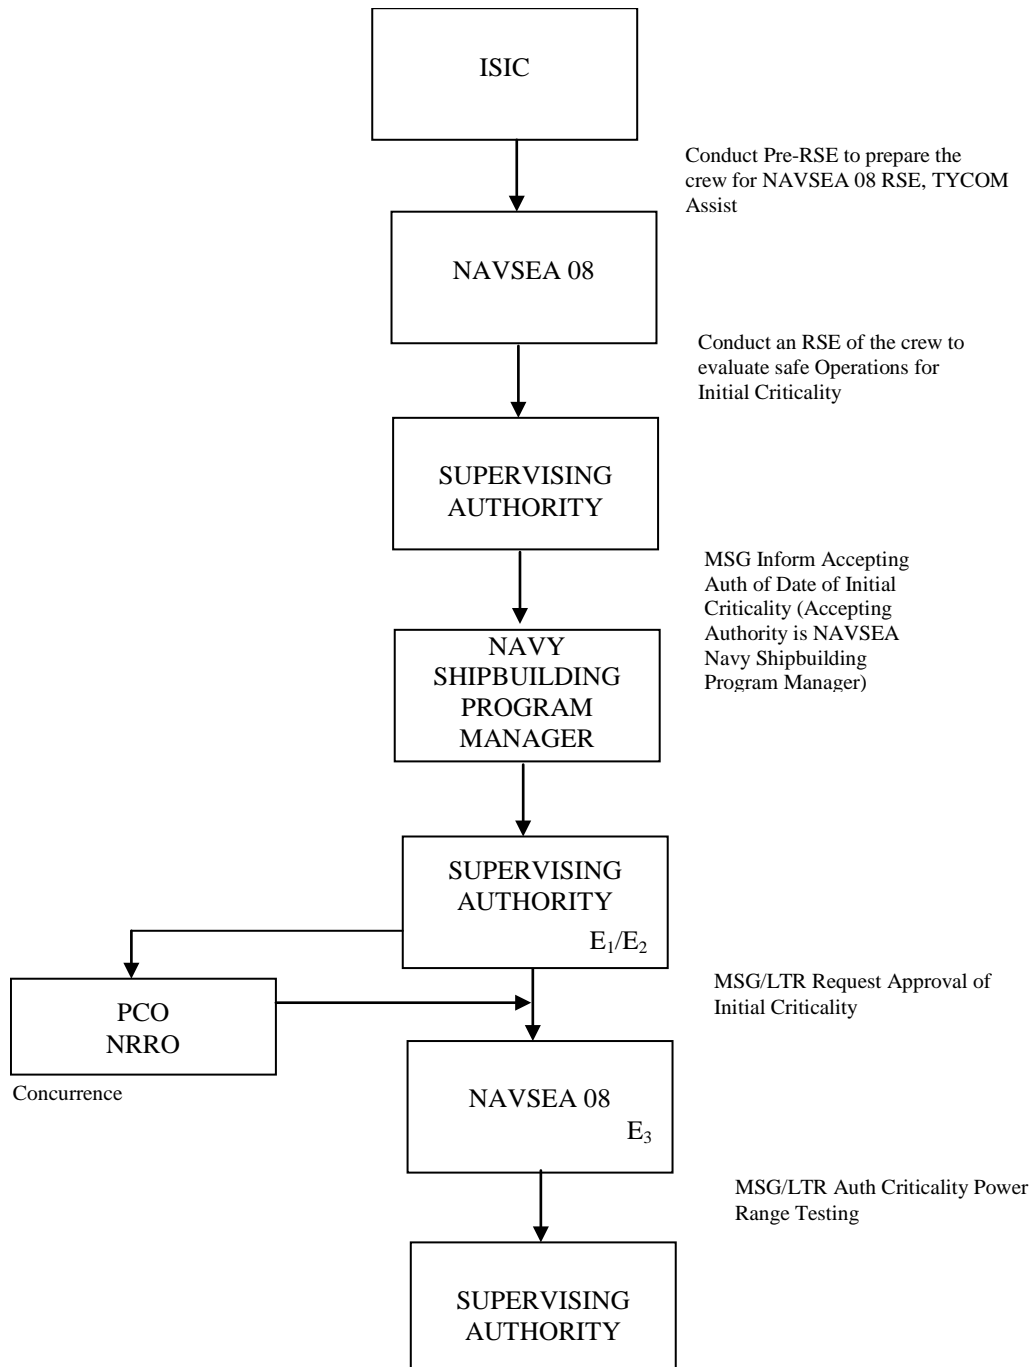 ISIC
Conduct Pre-RSE to prepare the
crew for NAVSEA 08 RSE, TYCOM
Assist
NAVSEA 08
Conduct an RSE of the crew to
evaluate safe Operations for
Initial Criticality
SUPERVISING
AUTHORITY
MSG Inform Accepting
Auth of Date of Initial
Criticality (Accepting
Authority is NAVSEA
Navy Shipbuilding
Program Manager)
NAVY
SHIPBUILDING
PROGRAM
MANAGER
SUPERVISING
AUTHORITY
E₁/E₂
MSG/LTR Request Approval of
Initial Criticality
PCO
NRRO
Concurrence
NAVSEA 08
E₃
MSG/LTR Auth Criticality Power
Range Testing
SUPERVISING
AUTHORITY